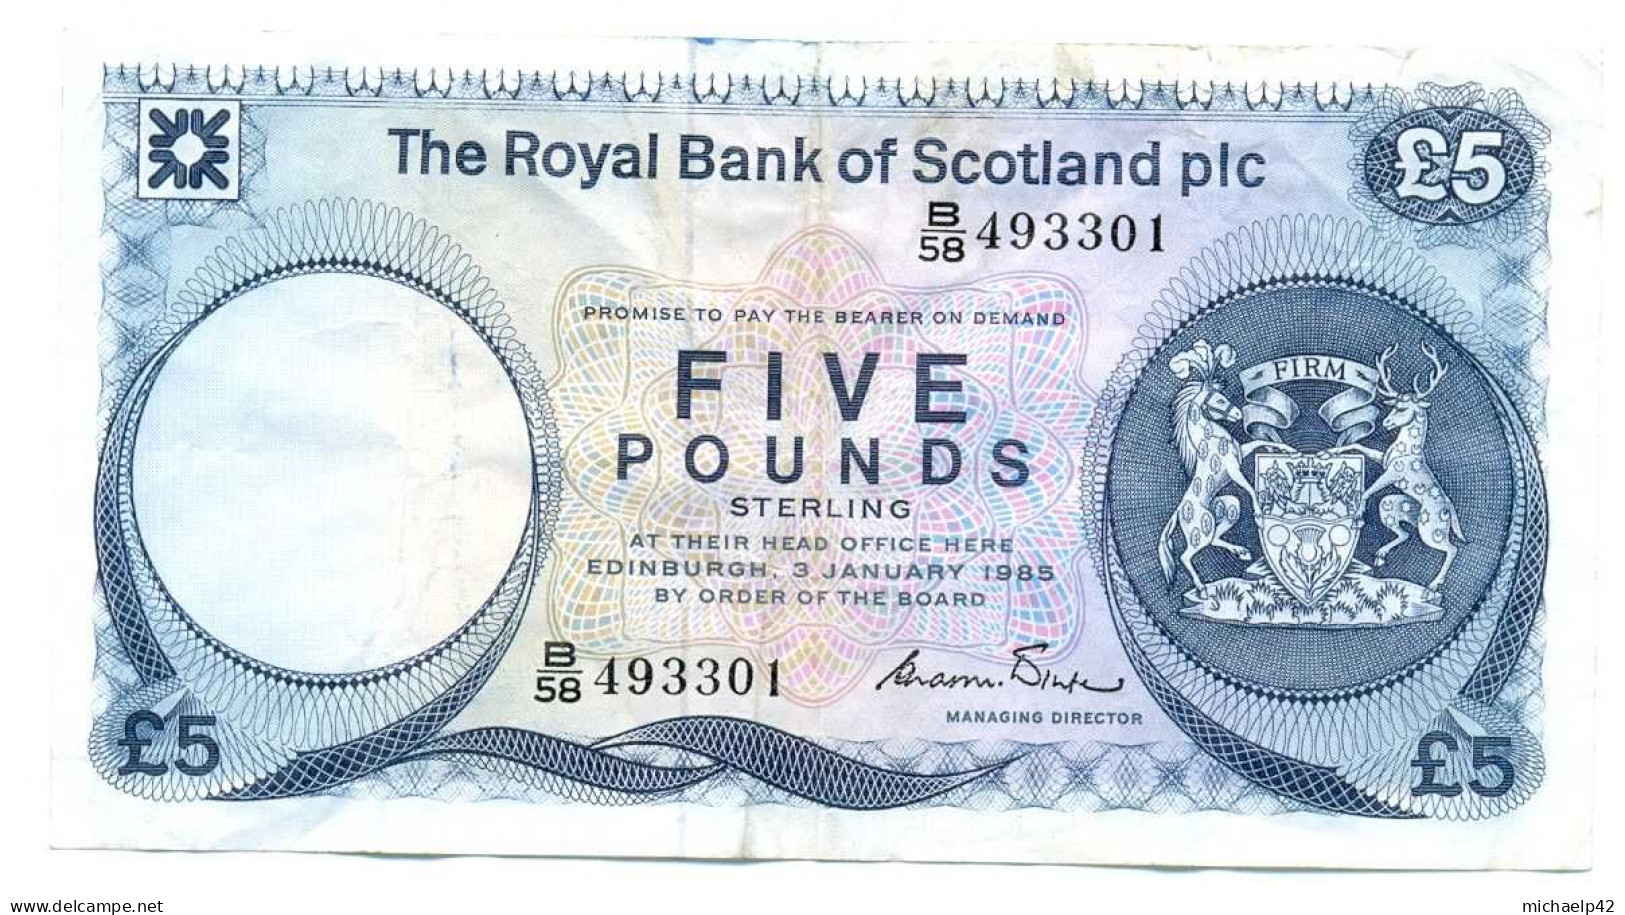 The Royal Bank of Scotland plc
£5
B/58 493301
PROMISE TO PAY THE BEARER ON DEMAND
FIVE
POUNDS
STERLING
AT THEIR HEAD OFFICE HERE
EDINBURGH, 3 JANUARY 1985
BY ORDER OF THE BOARD
FIRM
B/58 493301
MANAGING DIRECTOR
£5
£5
www.delcampe.net
michaelp42